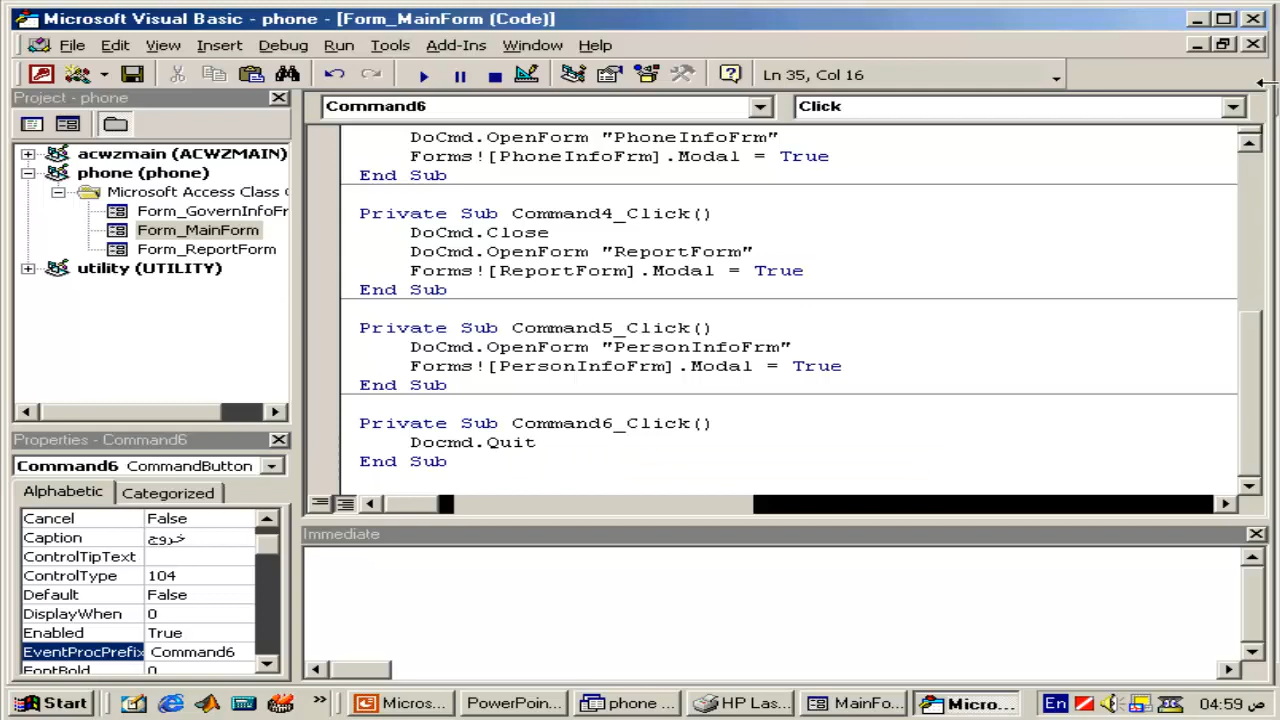 Microsoft Visual Basic - phone - [Form_MainForm (Code)]
File Edit View Insert Debug Run Tools Add-Ins Window Help
Ln 35, Col 16
Project - phone
acwzmain (ACWZMAIN)
phone (phone)
Microsoft Access Class
Form_GovernInfoFr
Form_MainForm
Form_ReportForm
utility (UTILITY)
Properties - Command6
Command6 CommandButton
Alphabetic Categorized
Cancel False
Caption خروج
ControlTipText
ControlType 104
Default False
DisplayWhen 0
Enabled True
EventProcPrefix Command6
FontBold 0
Command6 Click
DoCmd.OpenForm "PhoneInfoFrm"
Forms![PhoneInfoFrm].Modal = True
End Sub
Private Sub Command4_Click()
DoCmd.Close
DoCmd.OpenForm "ReportForm"
Forms![ReportForm].Modal = True
End Sub
Private Sub Command5_Click()
DoCmd.OpenForm "PersonInfoFrm"
Forms![PersonInfoFrm].Modal = True
End Sub
Private Sub Command6_Click()
Docmd.Quit
End Sub
Immediate
Start » Micros... PowerPoin... phone ... HP Las... MainFo... Micro... En 04:59 ص